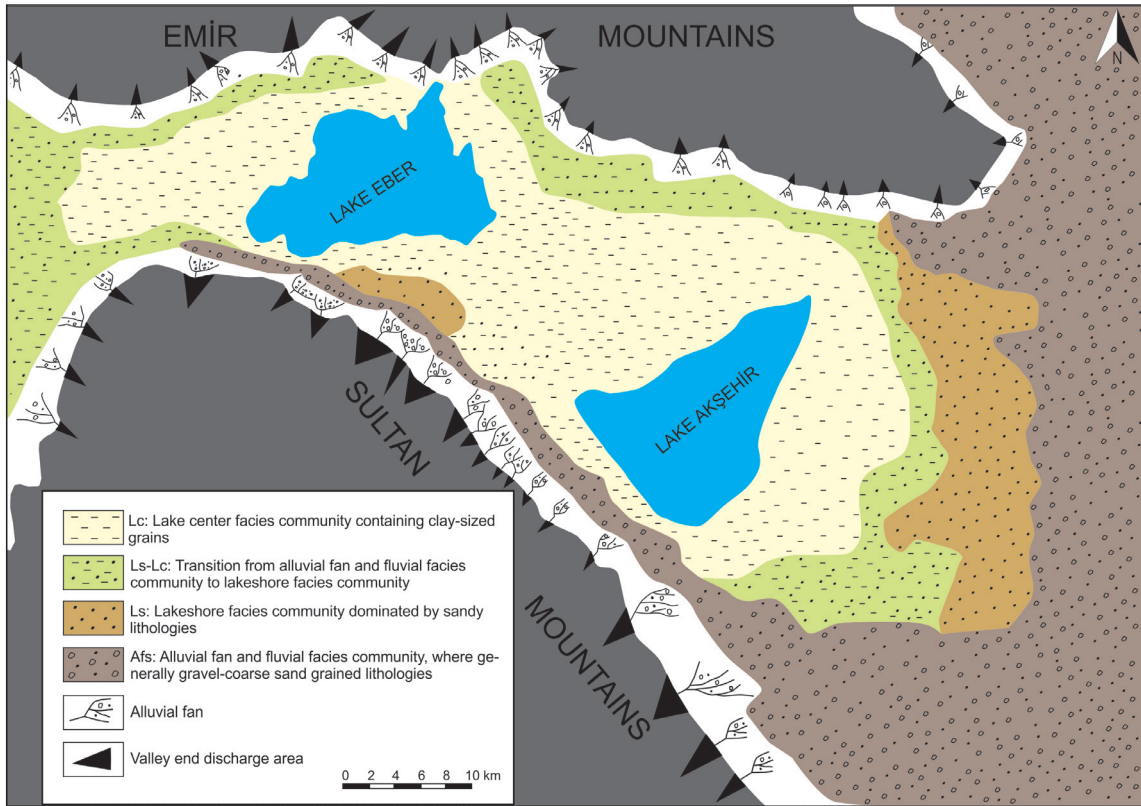 EMİR MOUNTAINS
N
LAKE EBER
LAKE AKŞEHİR
SULTAN
MOUNTAINS
Lc: Lake center facies community containing clay-sized
grains
Ls-Lc: Transition from alluvial fan and fluvial facies
community to lakeshore facies community
Ls: Lakeshore facies community dominated by sandy
lithologies
Afs: Alluvial fan and fluvial facies community, where ge-
nerally gravel-coarse sand grained lithologies
Alluvial fan
Valley end discharge area
0 2 4 6 8 10 km